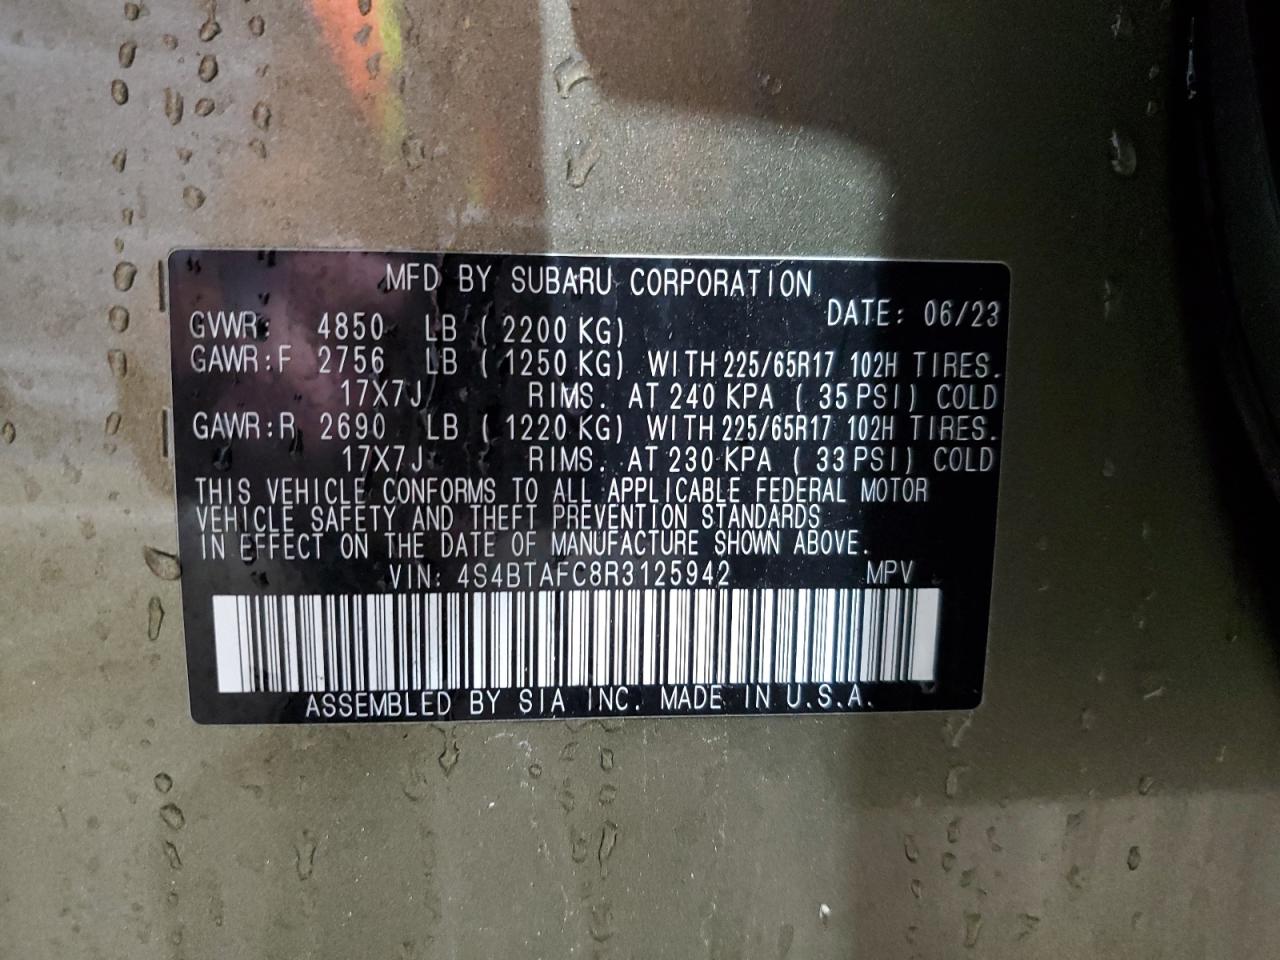 MFD BY SUBARU CORPORATION
DATE: 06/23
GVWR: 4850 LB ( 2200 KG)
GAWR:F 2756 LB ( 1250 KG) WITH 225/65R17 102H TIRES.
17X7J RIMS. AT 240 KPA ( 35 PSI) COLD
GAWR:R 2690 LB ( 1220 KG) WITH 225/65R17 102H TIRES.
17X7J RIMS. AT 230 KPA ( 33 PSI) COLD
THIS VEHICLE CONFORMS TO ALL APPLICABLE FEDERAL MOTOR
VEHICLE SAFETY AND THEFT PREVENTION STANDARDS
IN EFFECT ON THE DATE OF MANUFACTURE SHOWN ABOVE.
VIN: 4S4BTAFC8R3125942 MPV
ASSEMBLED BY SIA INC. MADE IN U.S.A.